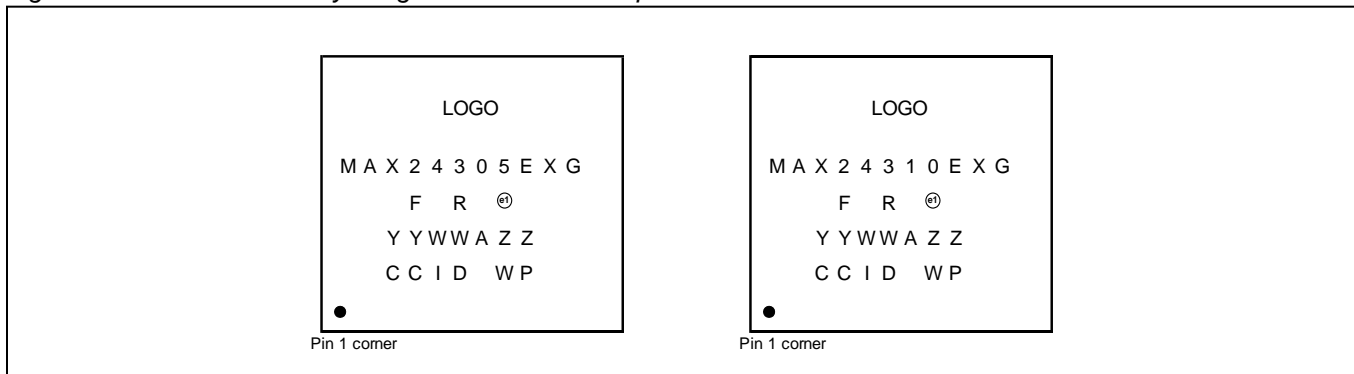 LOGO
MAX24305EXG
F R e1
YYWWAZZ
CCID WP
Pin 1 corner
LOGO
MAX24310EXG
F R e1
YYWWAZZ
CCID WP
Pin 1 corner